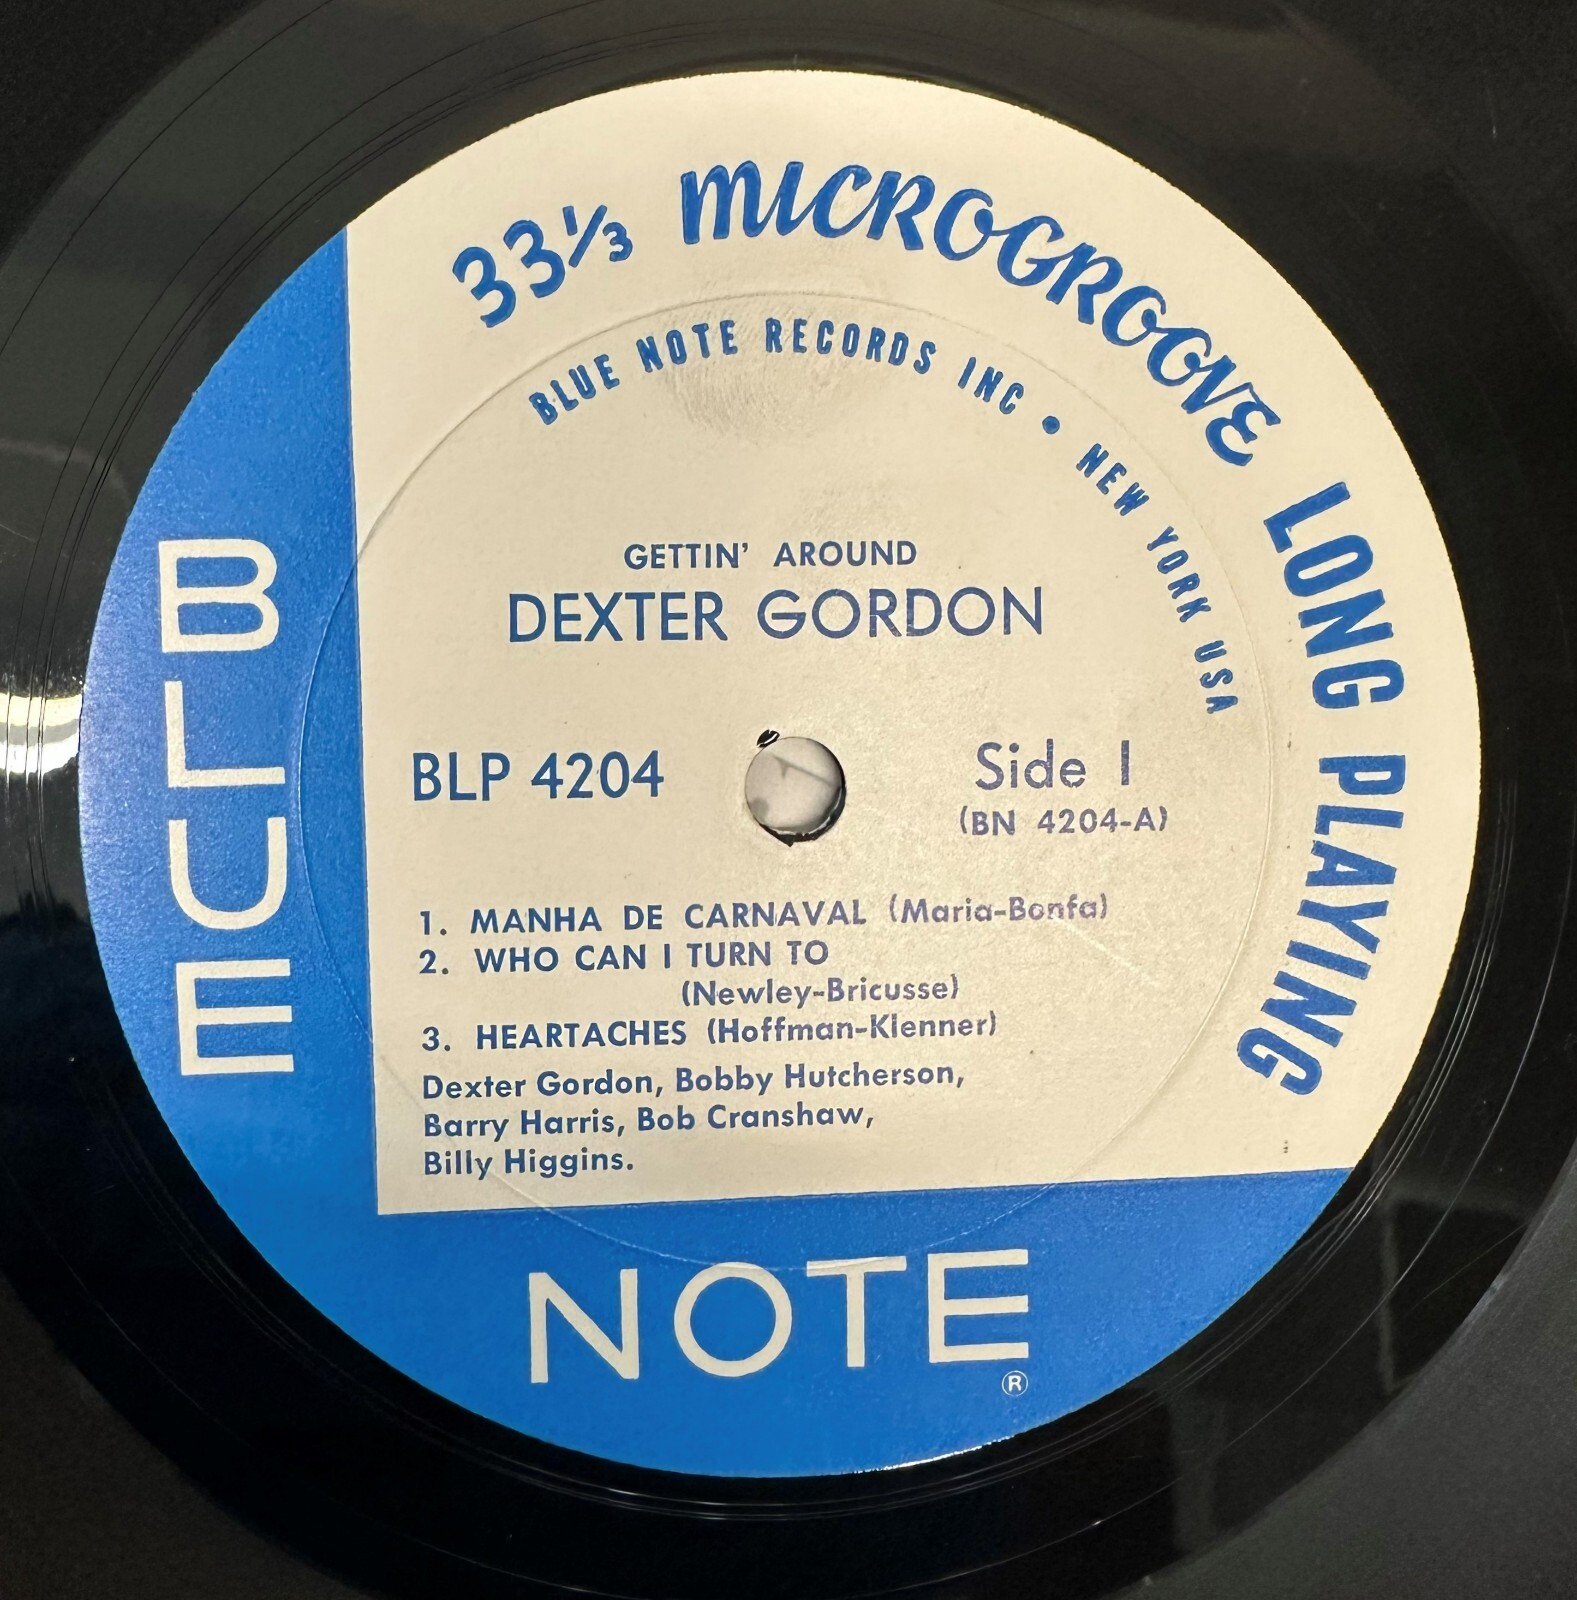 33⅓ MICROGROOVE LONG PLAYING
BLUE NOTE RECORDS INC • NEW YORK USA
GETTIN' AROUND
DEXTER GORDON
BLP 4204
Side 1
(BN 4204-A)
1. MANHA DE CARNAVAL (Maria-Bonfa)
2. WHO CAN I TURN TO
(Newley-Bricusse)
3. HEARTACHES (Hoffman-Klenner)
Dexter Gordon, Bobby Hutcherson,
Barry Harris, Bob Cranshaw,
Billy Higgins.
BLUE
NOTE
®